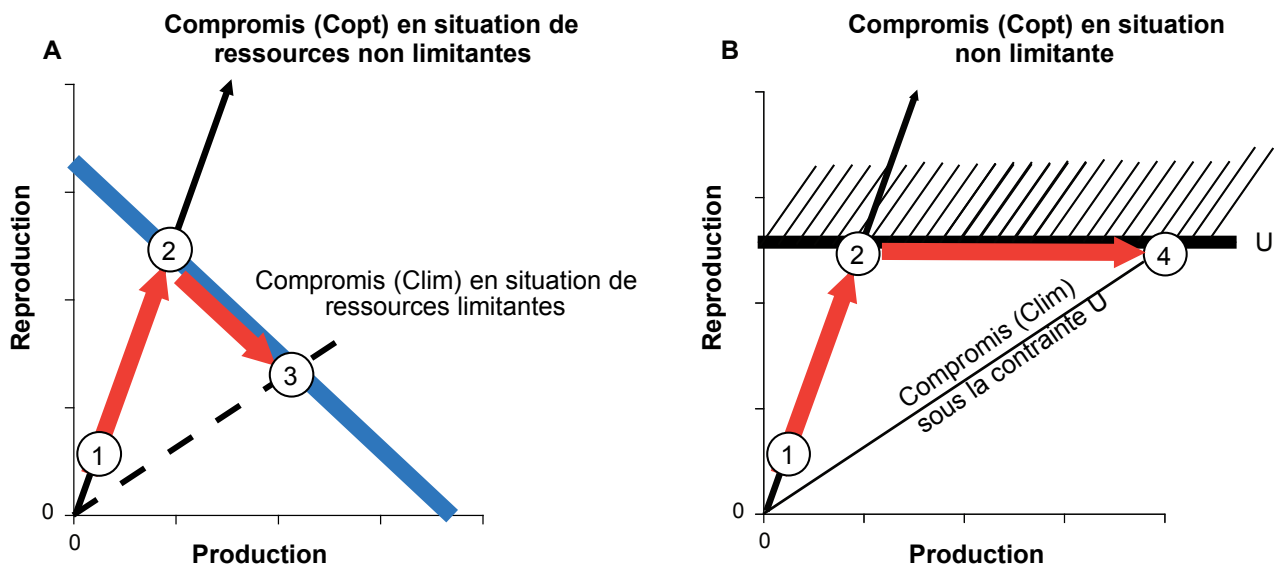 A
Compromis (Copt) en situation de
ressources non limitantes
Reproduction
2
Compromis (Clim) en situation de
ressources limitantes
3
1
0
0
Production
B
Compromis (Copt) en situation
non limitante
Reproduction
U
2
4
Compromis (Clim)
sous la contrainte U
1
0
0
Production